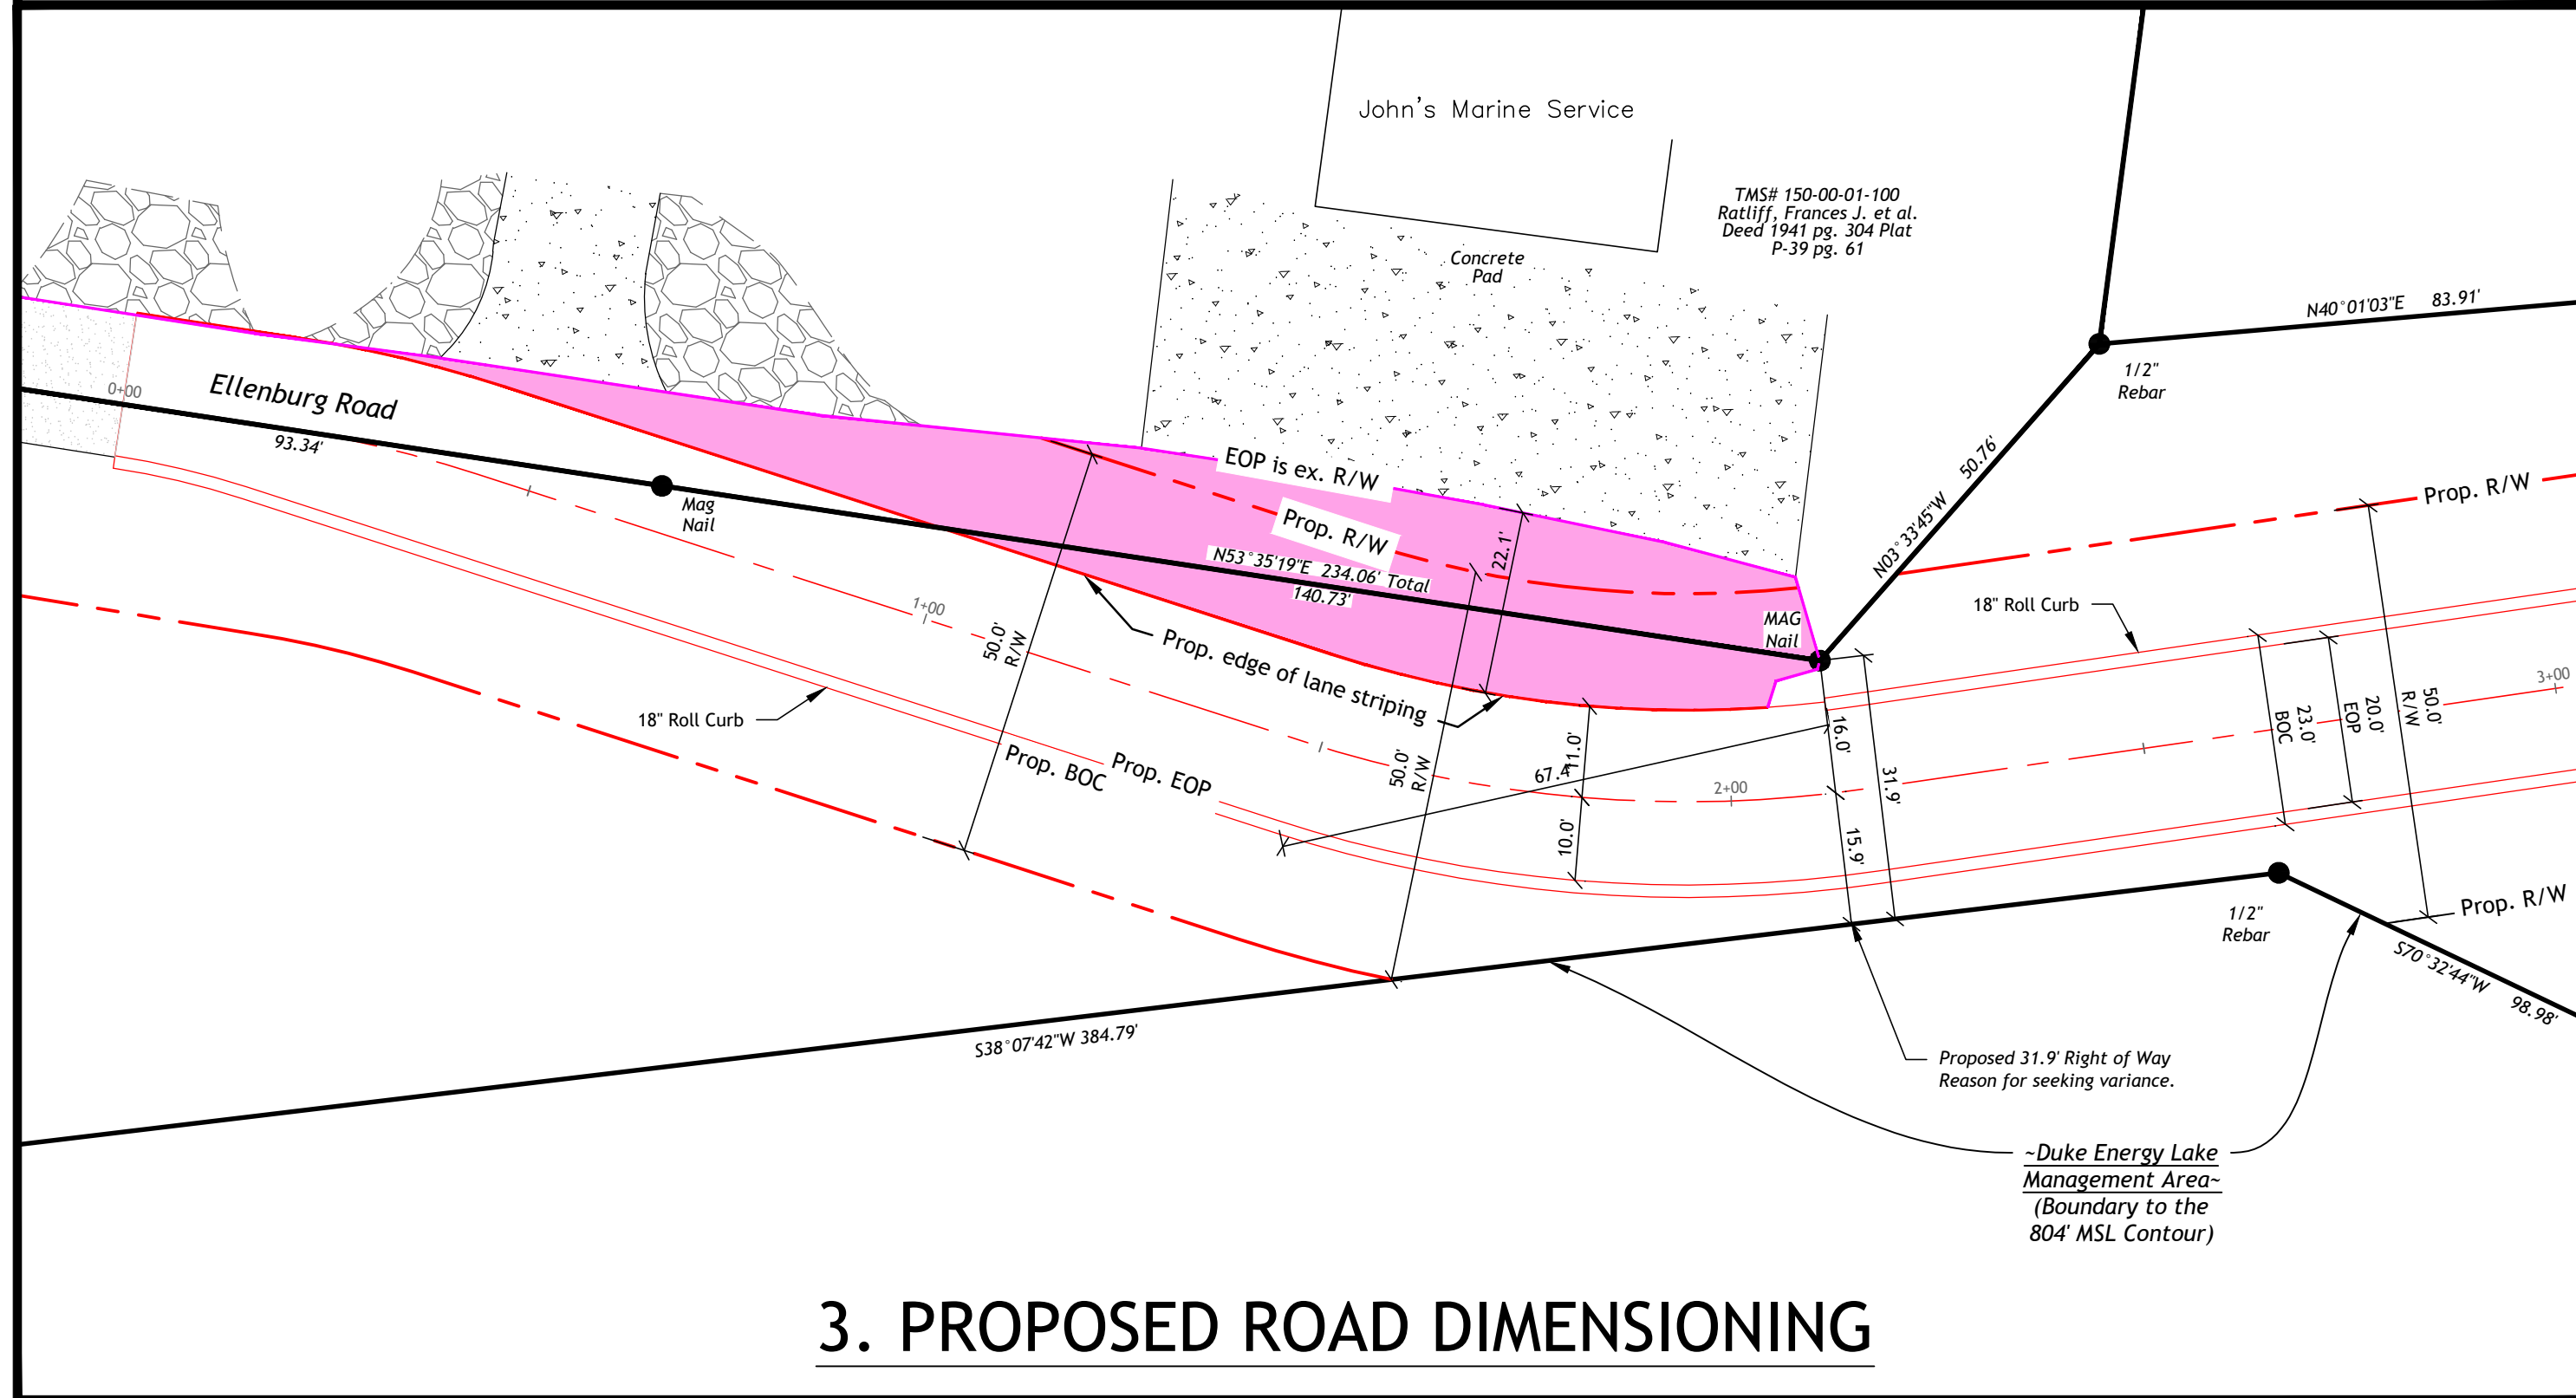 John's Marine Service
TMS# 150-00-01-100
Ratliff, Frances J. et al.
Deed 1941 pg. 304 Plat
P-39 pg. 61
Concrete
Pad
N40°01'03"E 83.91'
1/2"
Rebar
0+00
Ellenburg Road
93.34'
Mag
Nail
EOP is ex. R/W
Prop. R/W
22.1'
N53°35'19"E 234.06' Total
140.73'
MAG
Nail
N03°33'45"W 50.76'
Prop. R/W
18" Roll Curb
1+00
50.0'
R/W
Prop. edge of lane striping
18" Roll Curb
Prop. BOC
Prop. EOP
50.0'
R/W
67.4'
11.0'
10.0'
2+00
16.0'
15.9'
31.9'
23.0'
BOC
20.0'
EOP
50.0'
R/W
3+00
1/2"
Rebar
Prop. R/W
S70°32'44"W 98.98'
S38°07'42"W 384.79'
Proposed 31.9' Right of Way
Reason for seeking variance.
~Duke Energy Lake
Management Area~
(Boundary to the
804' MSL Contour)
3. PROPOSED ROAD DIMENSIONING